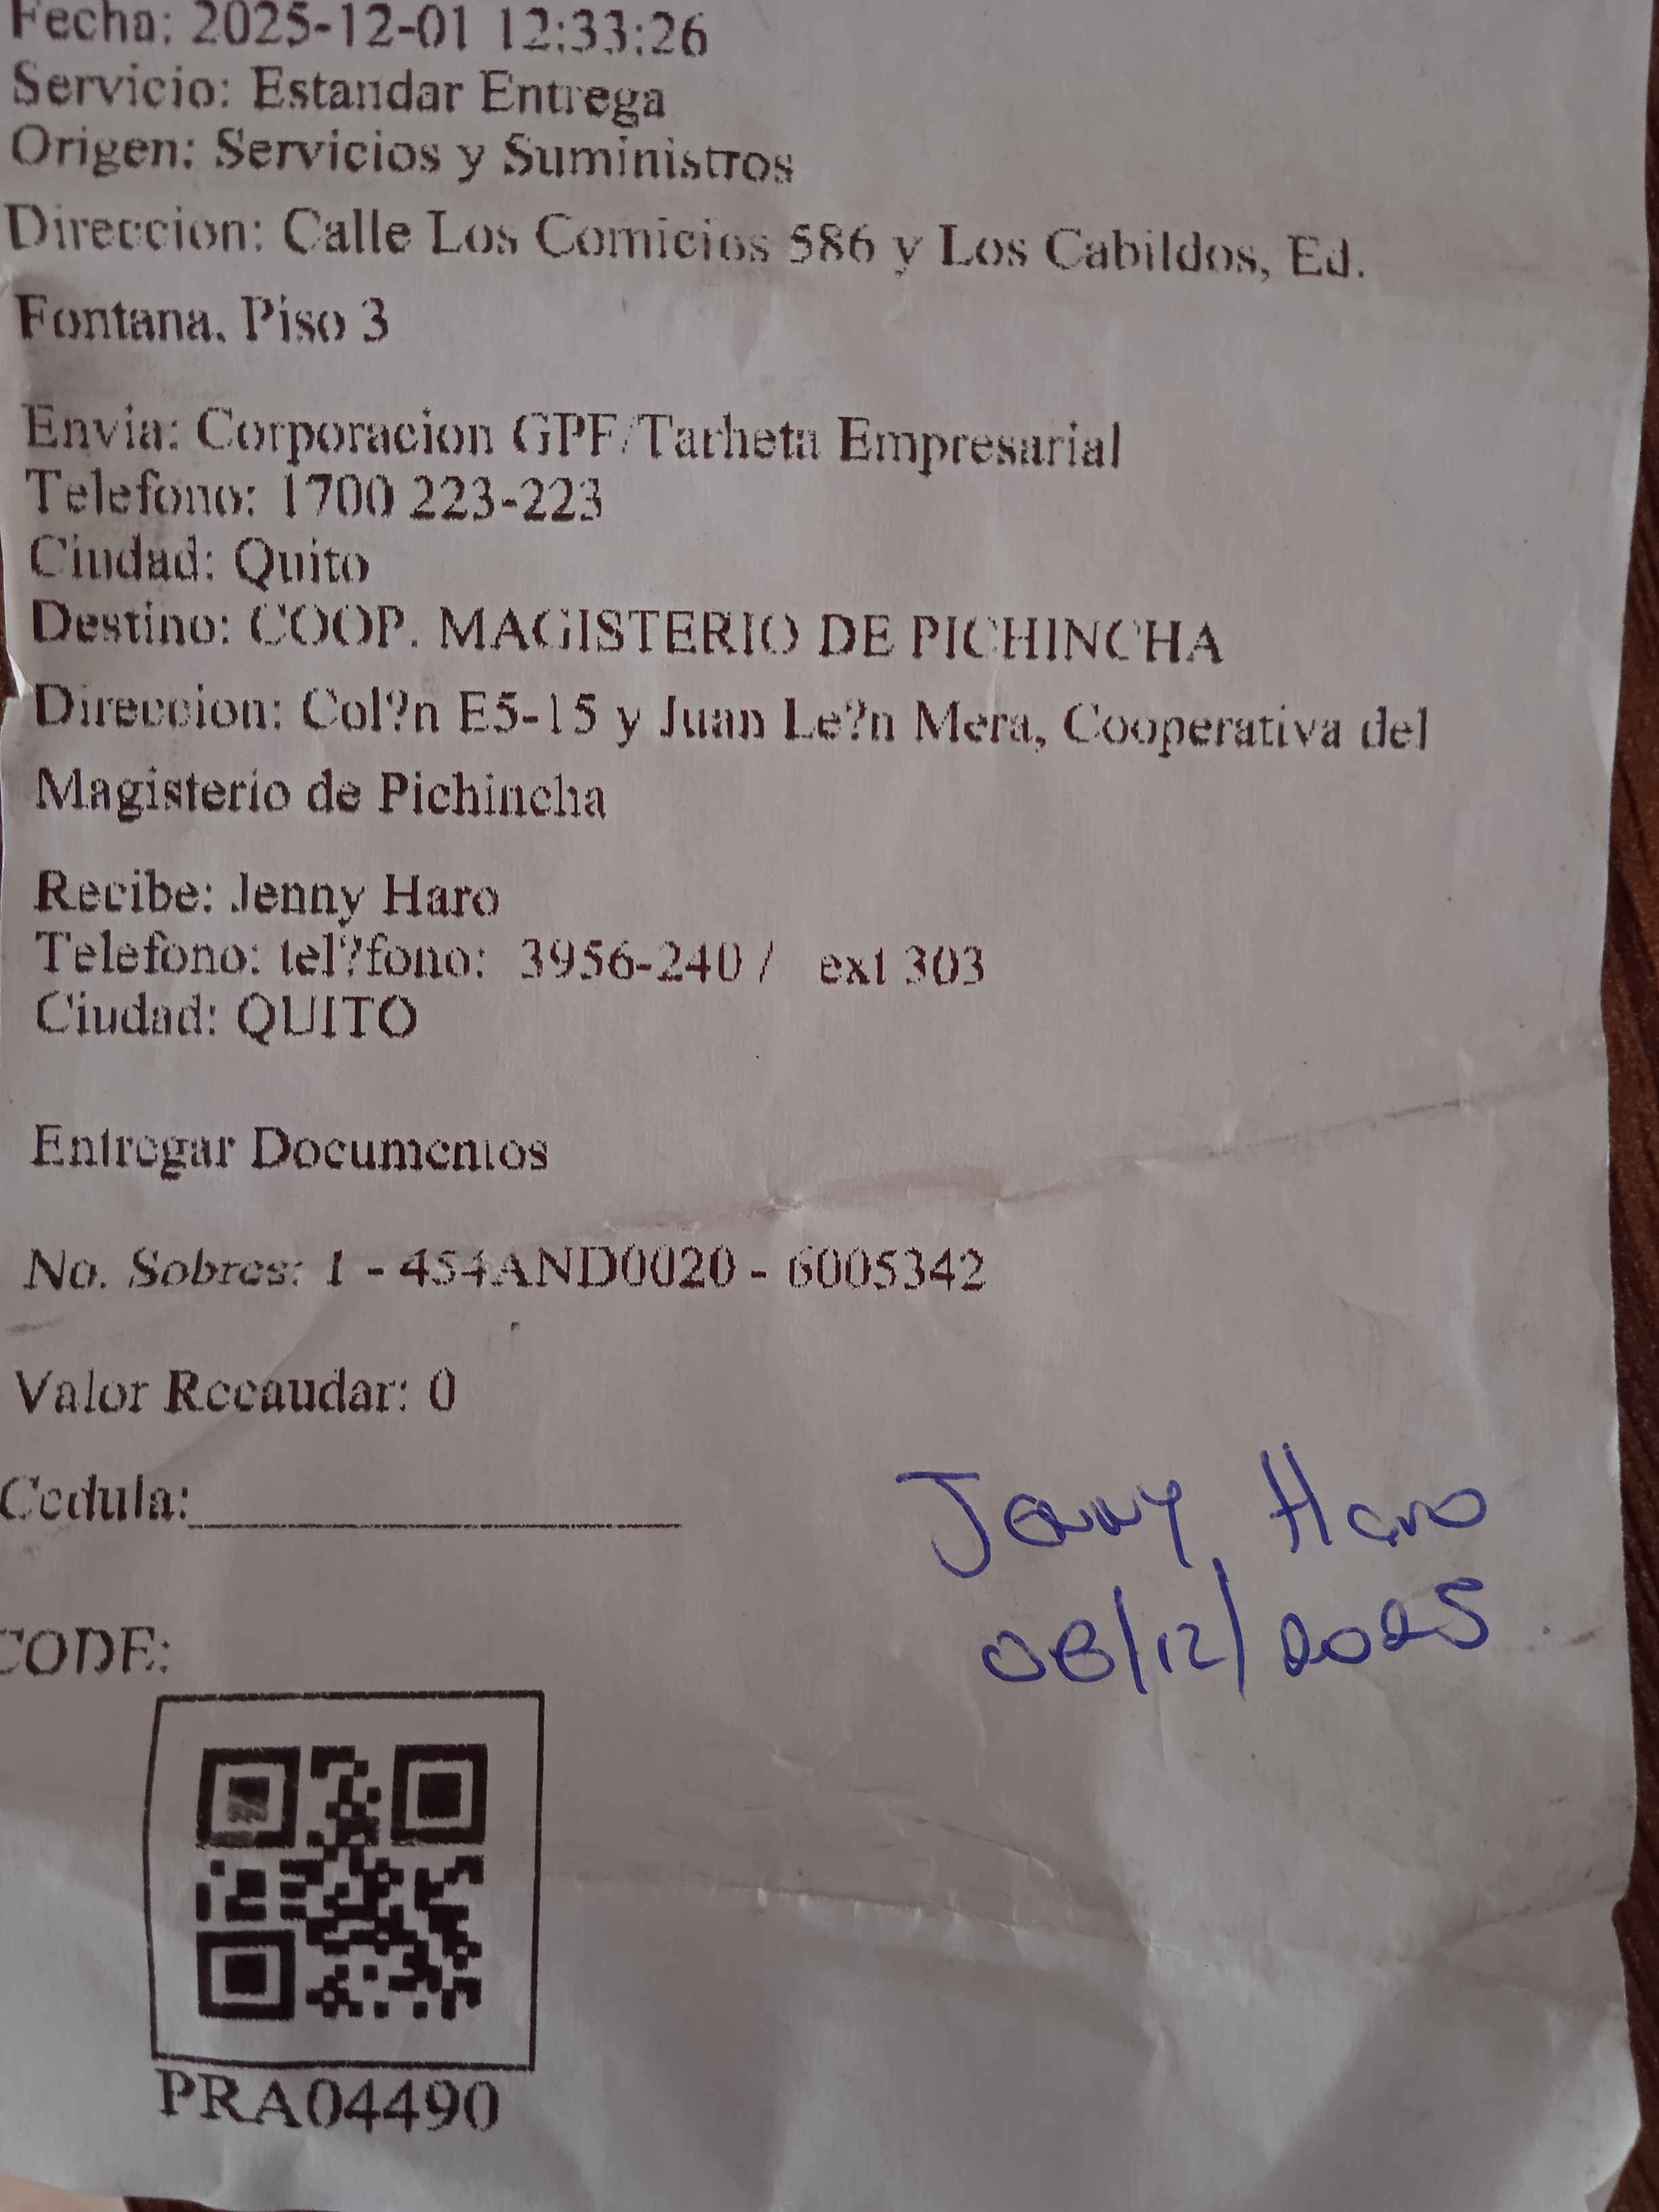 Fecha: 2025-12-01 12:33:26
Servicio: Estandar Entrega
Origen: Servicios y Suministros
Direccion: Calle Los Comicios 586 y Los Cabildos, Ed.
Fontana. Piso 3
Envia: Corporacion GPF/Tarheta Empresarial
Telefono: 1700 223-223
Ciudad: Quito
Destino: COOP. MAGISTERIO DE PICHINCHA
Direccion: Col?n E5-15 y Juan Le?n Mera, Cooperativa del
Magisterio de Pichincha
Recibe: Jenny Haro
Telefono: tel?fono: 3956-240 / ext 303
Ciudad: QUITO
Entregar Documentos
No. Sobres: 1 - 454AND0020 - 6005342
Valor Recaudar: 0
Cedula:____________________
Jenny Haro
08/12/2025.
CODE:
PRA04490